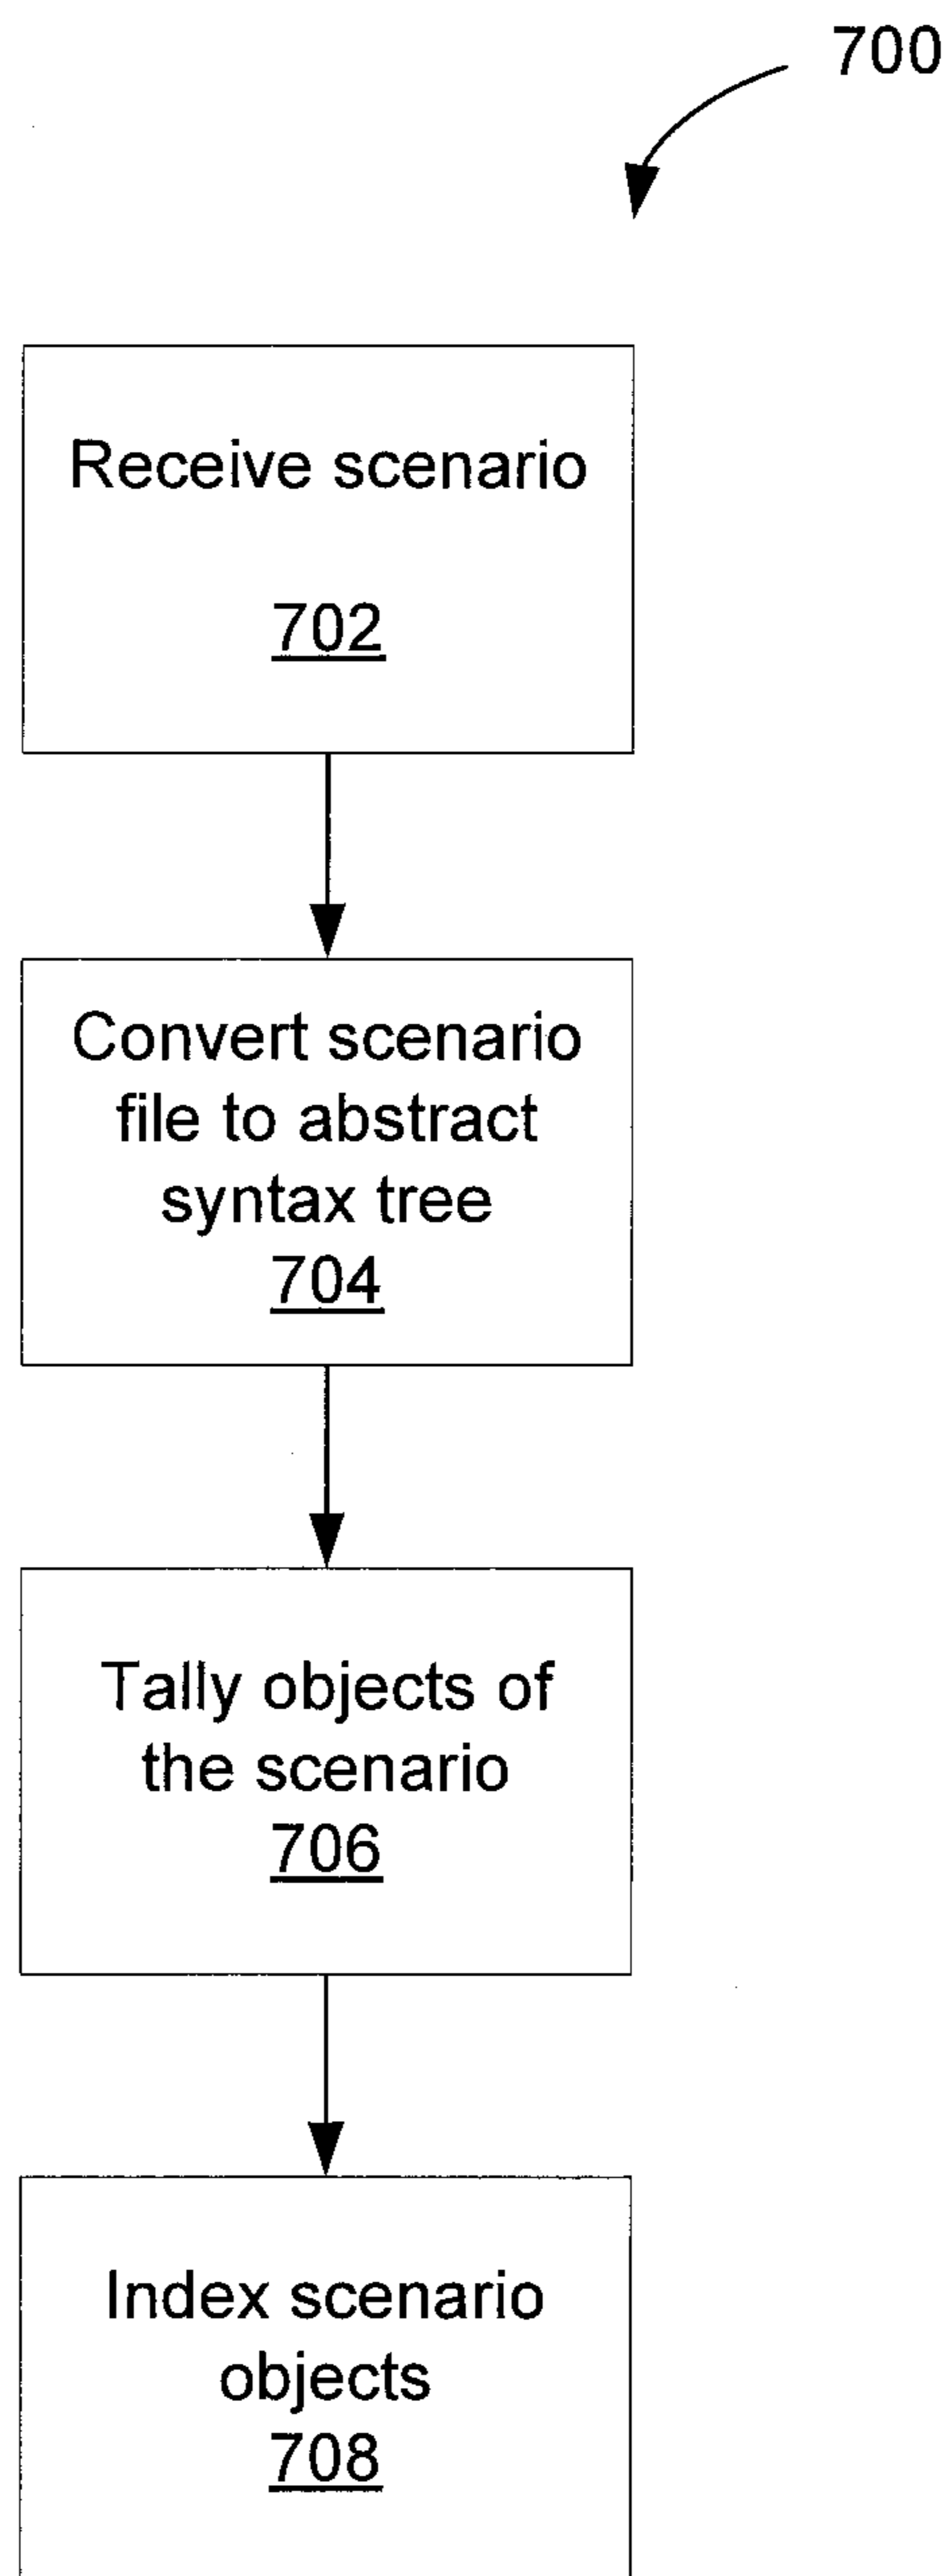 700
Receive scenario
702
Convert scenario
file to abstract
syntax tree
704
Tally objects of
the scenario
706
Index scenario
objects
708